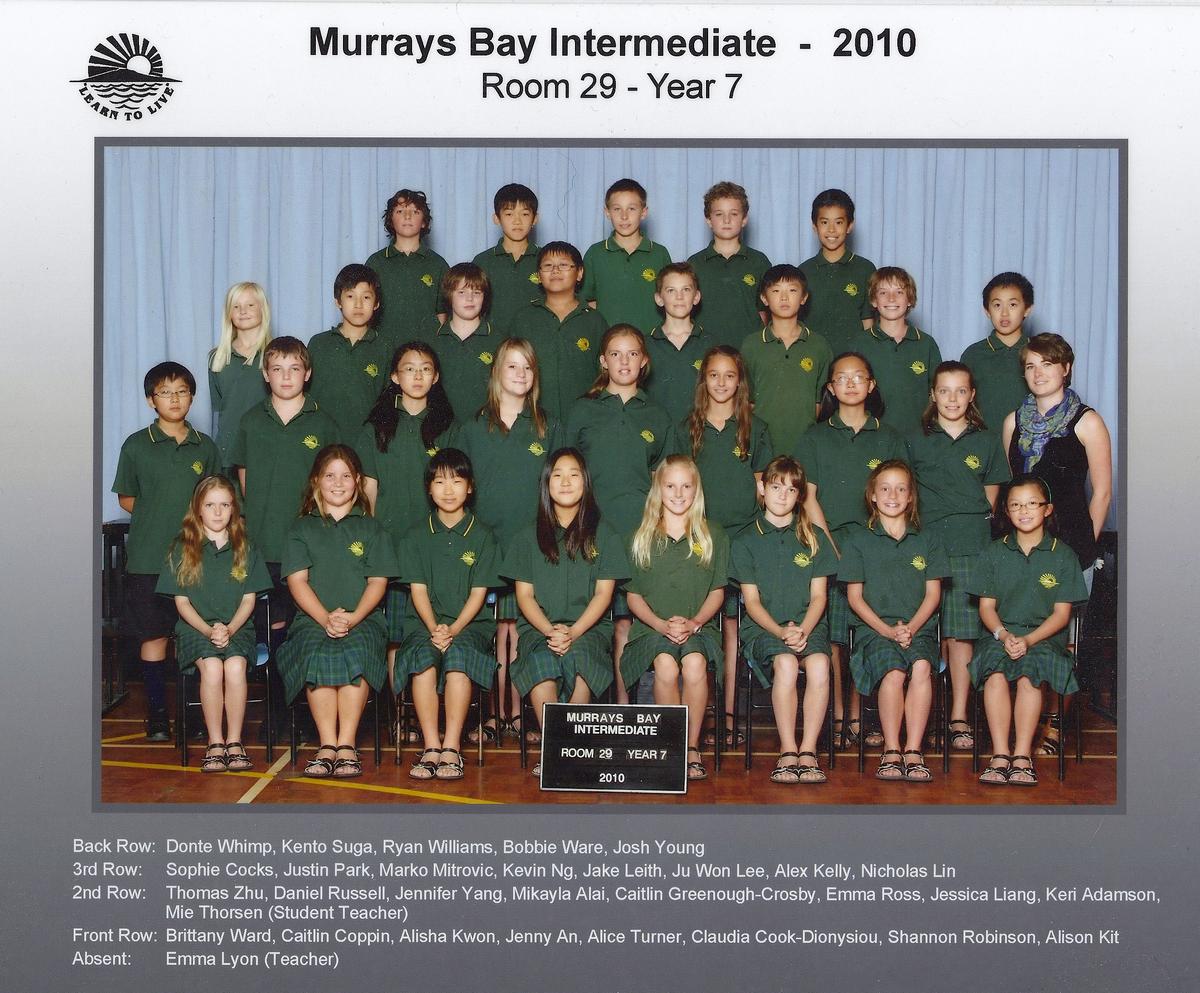 Murrays Bay Intermediate - 2010
Room 29 - Year 7
LEARN TO LIVE
MURRAYS BAY
INTERMEDIATE
ROOM 29 YEAR 7
2010
Back Row: Donte Whimp, Kento Suga, Ryan Williams, Bobbie Ware, Josh Young
3rd Row: Sophie Cocks, Justin Park, Marko Mitrovic, Kevin Ng, Jake Leith, Ju Won Lee, Alex Kelly, Nicholas Lin
2nd Row: Thomas Zhu, Daniel Russell, Jennifer Yang, Mikayla Alai, Caitlin Greenough-Crosby, Emma Ross, Jessica Liang, Keri Adamson,
Mie Thorsen (Student Teacher)
Front Row: Brittany Ward, Caitlin Coppin, Alisha Kwon, Jenny An, Alice Turner, Claudia Cook-Dionysiou, Shannon Robinson, Alison Kit
Absent: Emma Lyon (Teacher)